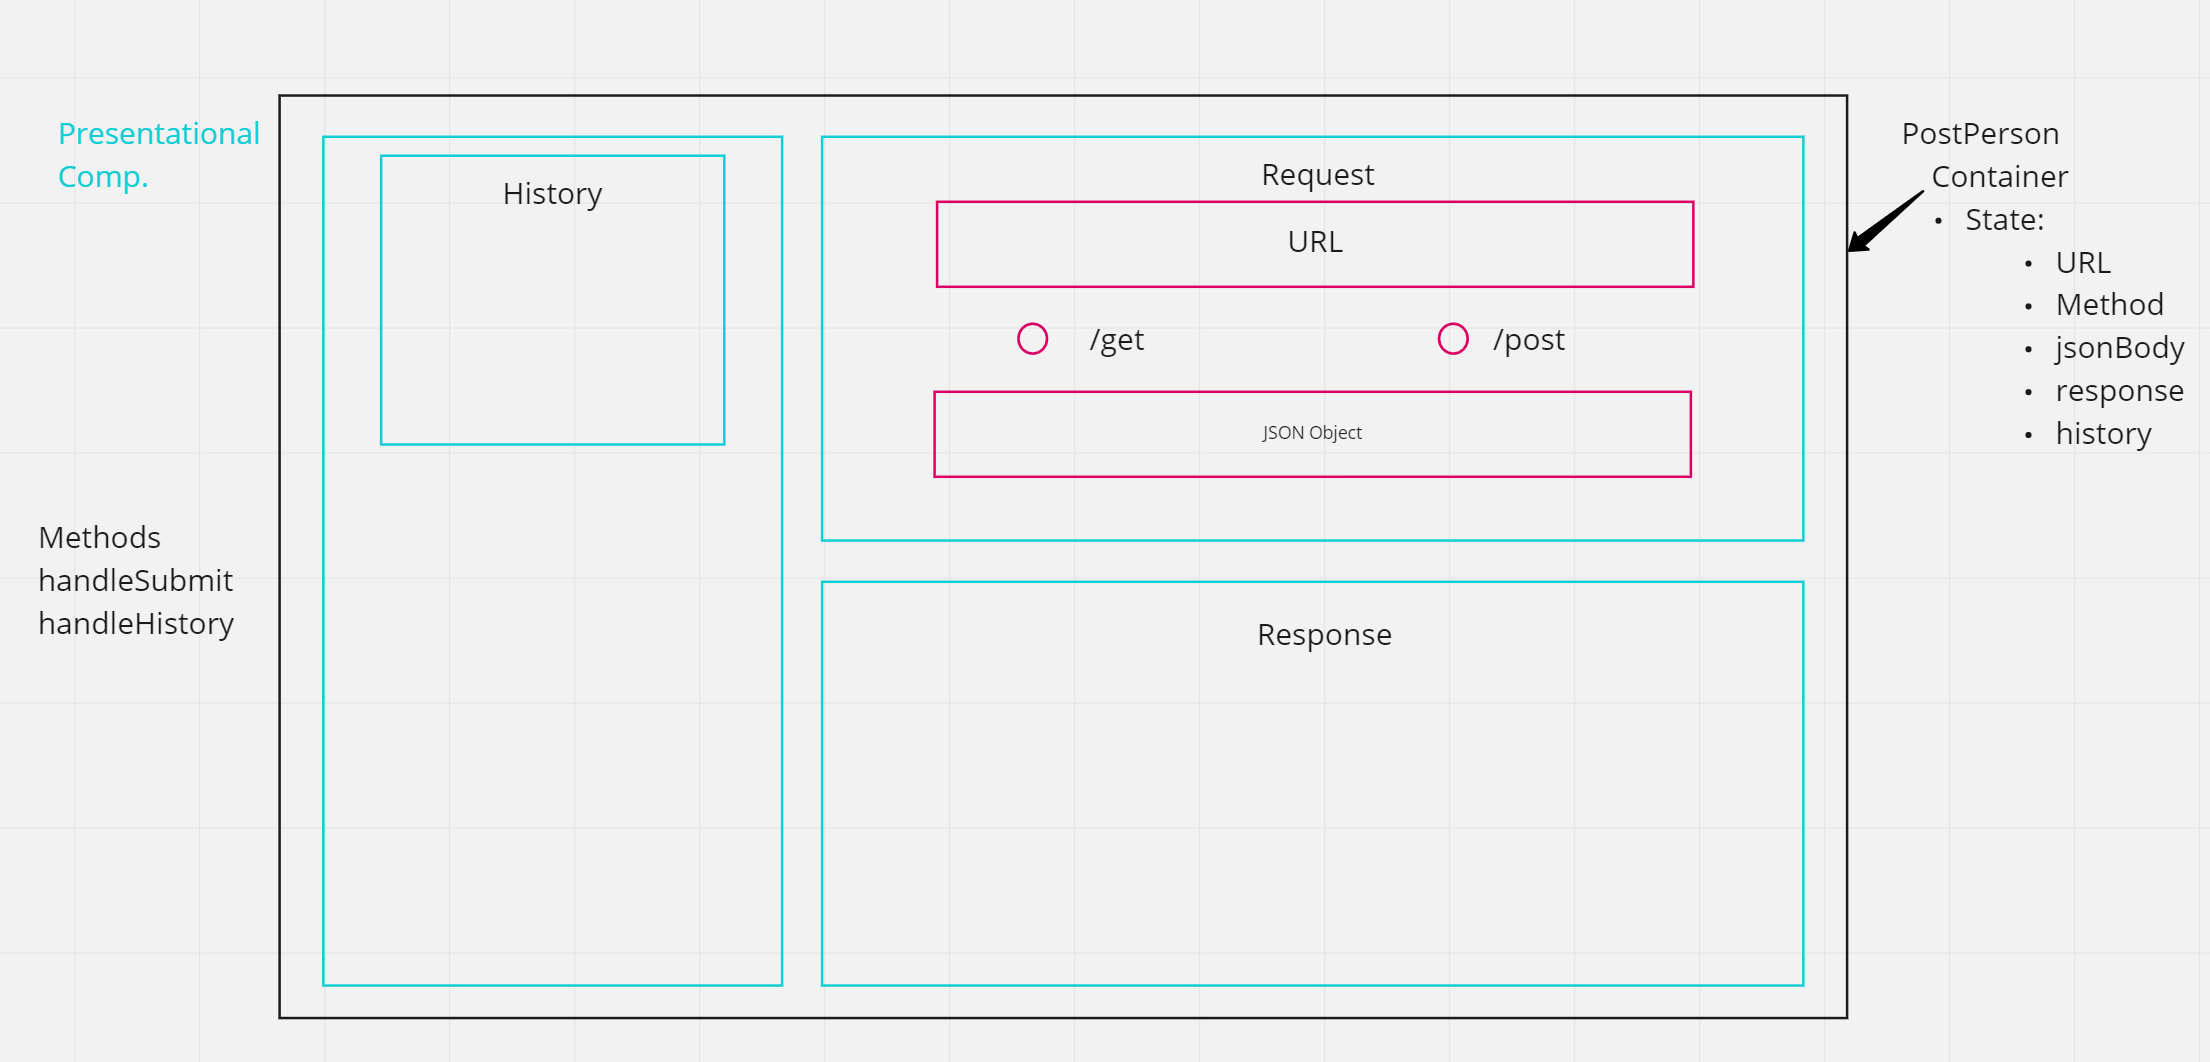 Presentational
Comp.
Methods
handleSubmit
handleHistory
History
Request
URL
/get
/post
JSON Object
Response
PostPerson
Container
• State:
• URL
• Method
• jsonBody
• response
• history